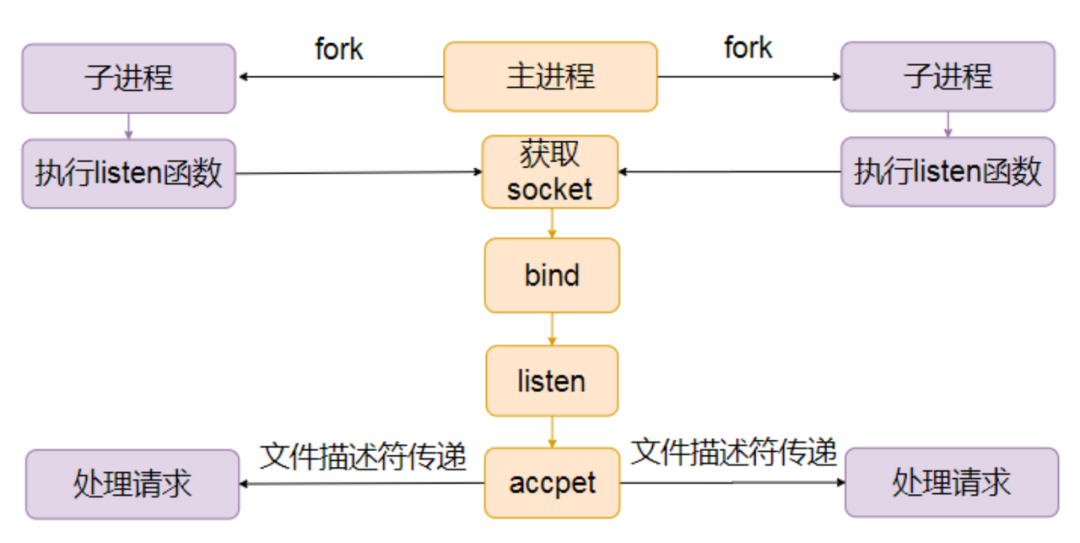 fork
fork
子进程
主进程
子进程
执行listen函数
获取
socket
执行listen函数
bind
listen
文件描述符传递
文件描述符传递
处理请求
accpet
处理请求